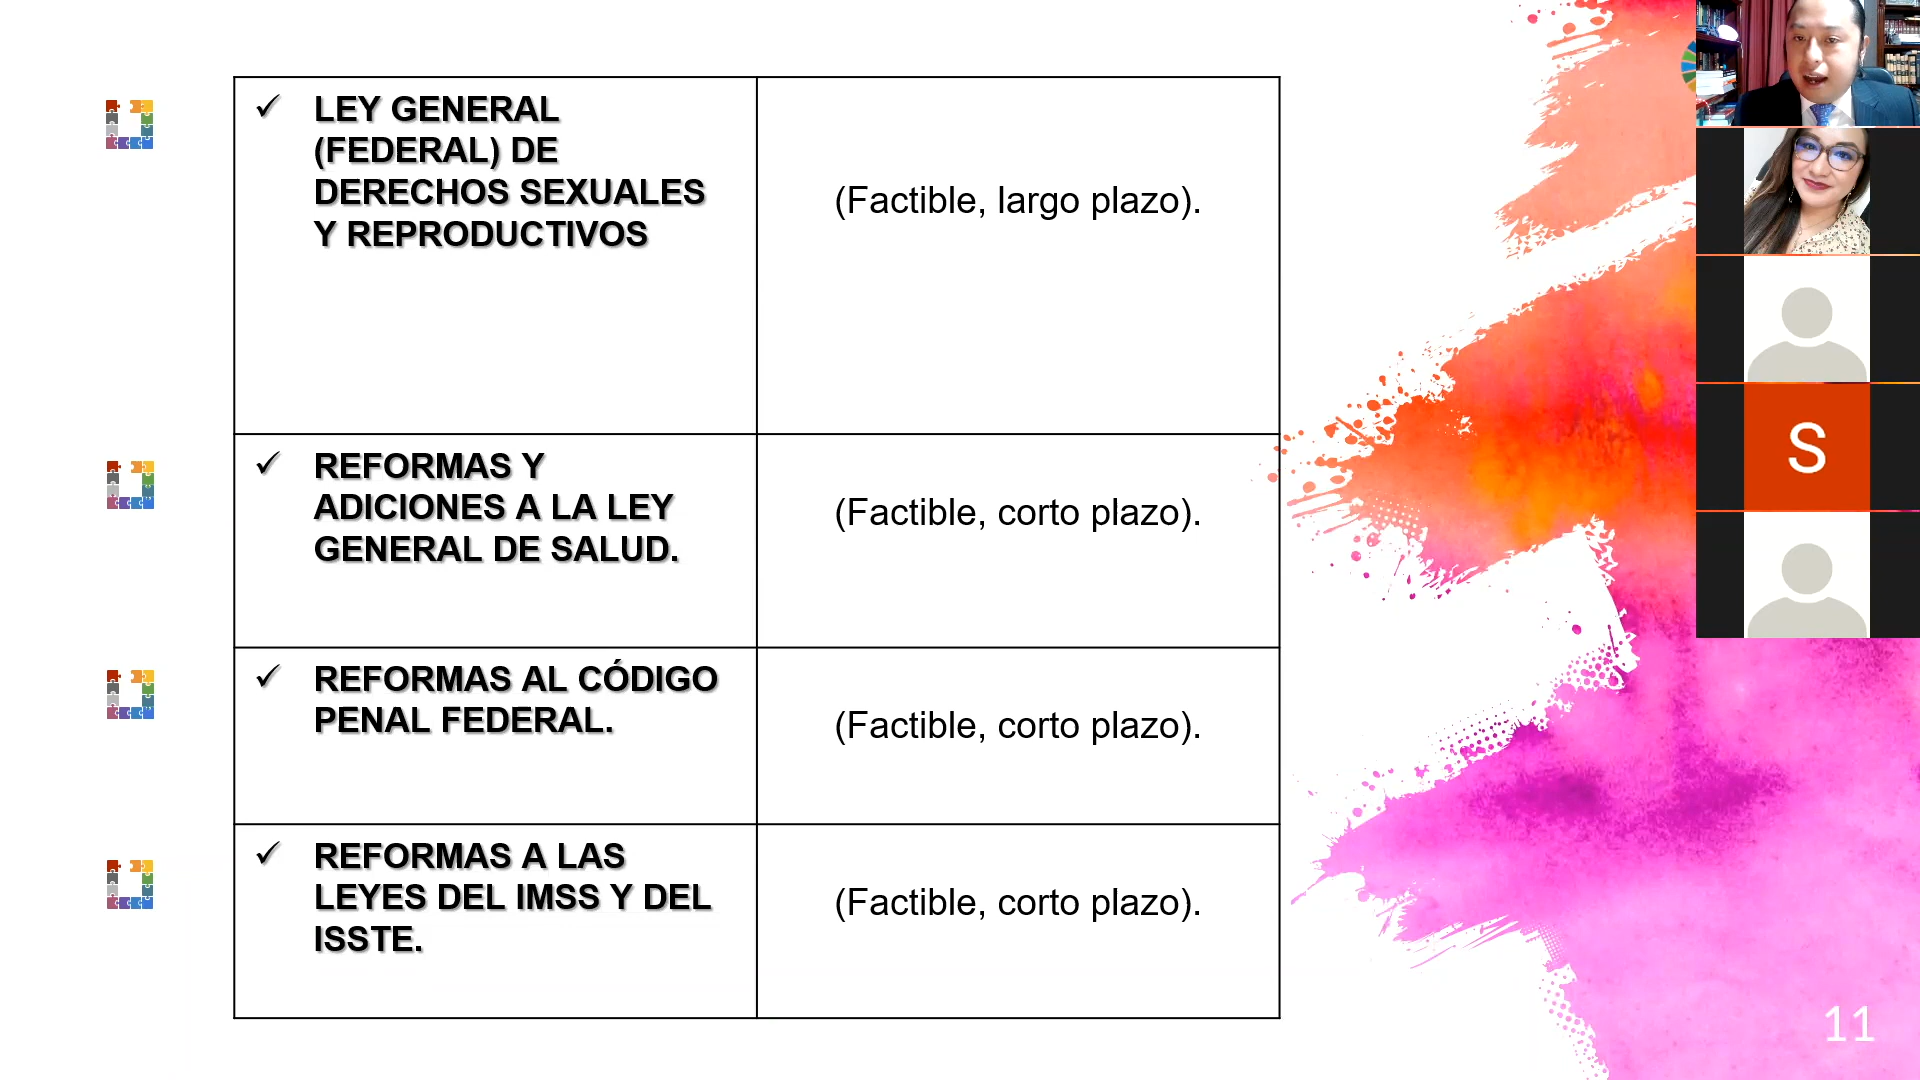 LEY GENERAL
(FEDERAL) DE
DERECHOS SEXUALES
Y REPRODUCTIVOS
(Factible, largo plazo).
REFORMAS Y
ADICIONES A LA LEY
GENERAL DE SALUD.
(Factible, corto plazo).
REFORMAS AL CÓDIGO
PENAL FEDERAL.
(Factible, corto plazo).
REFORMAS A LAS
LEYES DEL IMSS Y DEL
ISSTE.
(Factible, corto plazo).
S
11